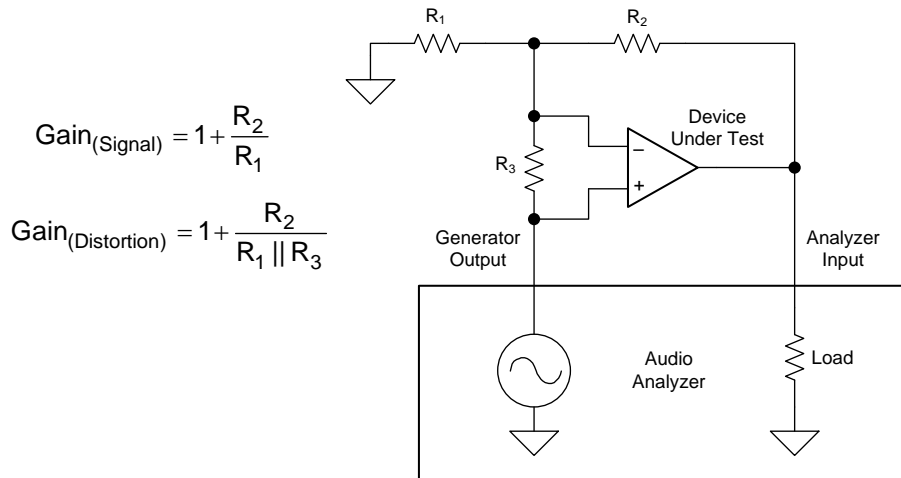 R₁
R₂
Gain(Signal) = 1 + R₂ / R₁
Device
Under Test
R₃
−
+
Gain(Distortion) = 1 + R₂ / (R₁ || R₃)
Generator
Output
Analyzer
Input
Audio
Analyzer
Load